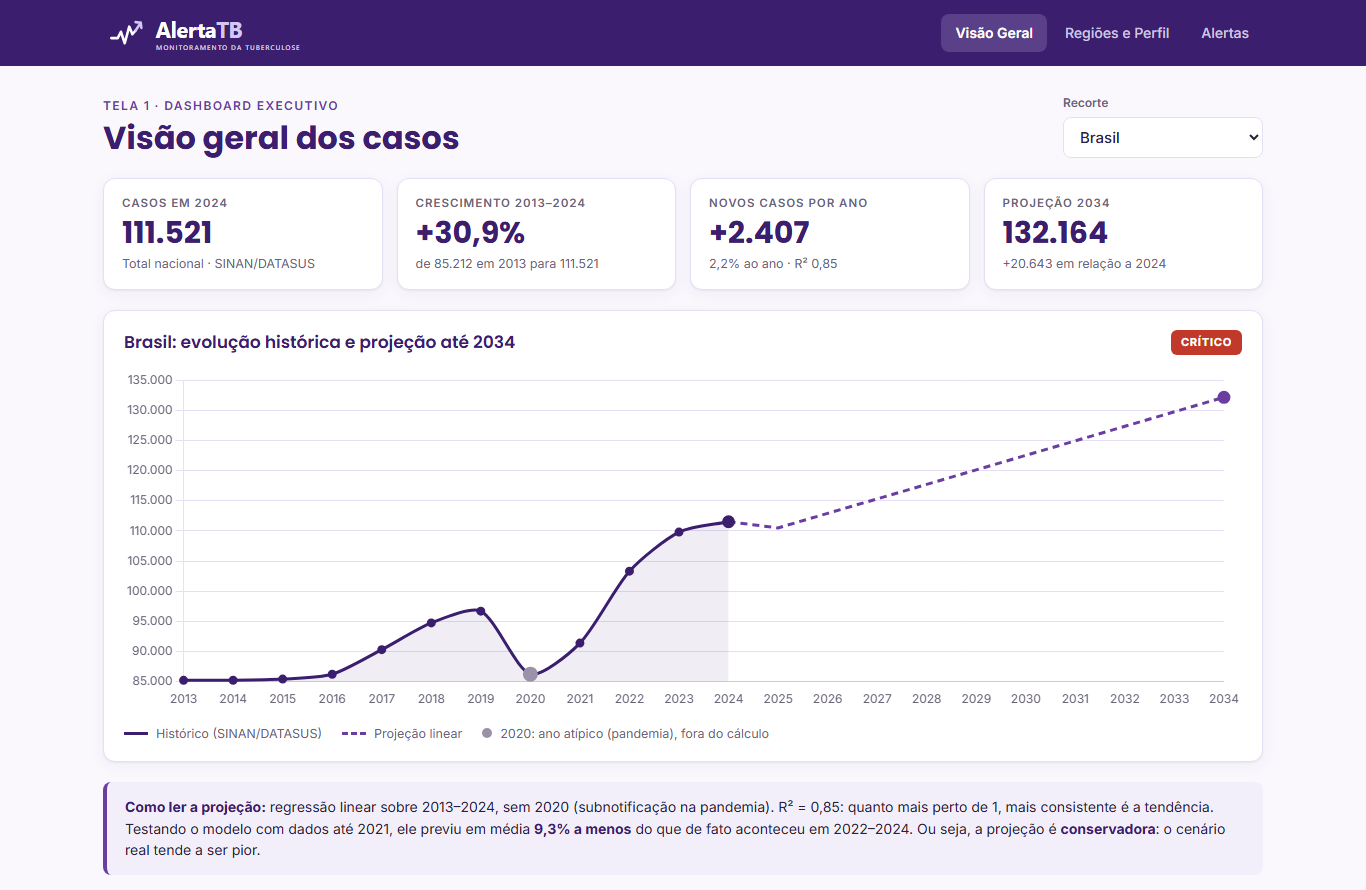 AlertaTB
MONITORAMENTO DA TUBERCULOSE
Visão Geral
Regiões e Perfil
Alertas
TELA 1 · DASHBOARD EXECUTIVO
Visão geral dos casos
Recorte
Brasil
CASOS EM 2024
111.521
Total nacional · SINAN/DATASUS
CRESCIMENTO 2013–2024
+30,9%
de 85.212 em 2013 para 111.521
NOVOS CASOS POR ANO
+2.407
2,2% ao ano · R² 0,85
PROJEÇÃO 2034
132.164
+20.643 em relação a 2024
Brasil: evolução histórica e projeção até 2034
CRÍTICO
135.000
130.000
125.000
120.000
115.000
110.000
105.000
100.000
95.000
90.000
85.000
2013 2014 2015 2016 2017 2018 2019 2020 2021 2022 2023 2024 2025 2026 2027 2028 2029 2030 2031 2032 2033 2034
Histórico (SINAN/DATASUS)
Projeção linear
2020: ano atípico (pandemia), fora do cálculo
Como ler a projeção: regressão linear sobre 2013–2024, sem 2020 (subnotificação na pandemia). R² = 0,85: quanto mais perto de 1, mais consistente é a tendência.
Testando o modelo com dados até 2021, ele previu em média 9,3% a menos do que de fato aconteceu em 2022–2024. Ou seja, a projeção é conservadora: o cenário
real tende a ser pior.